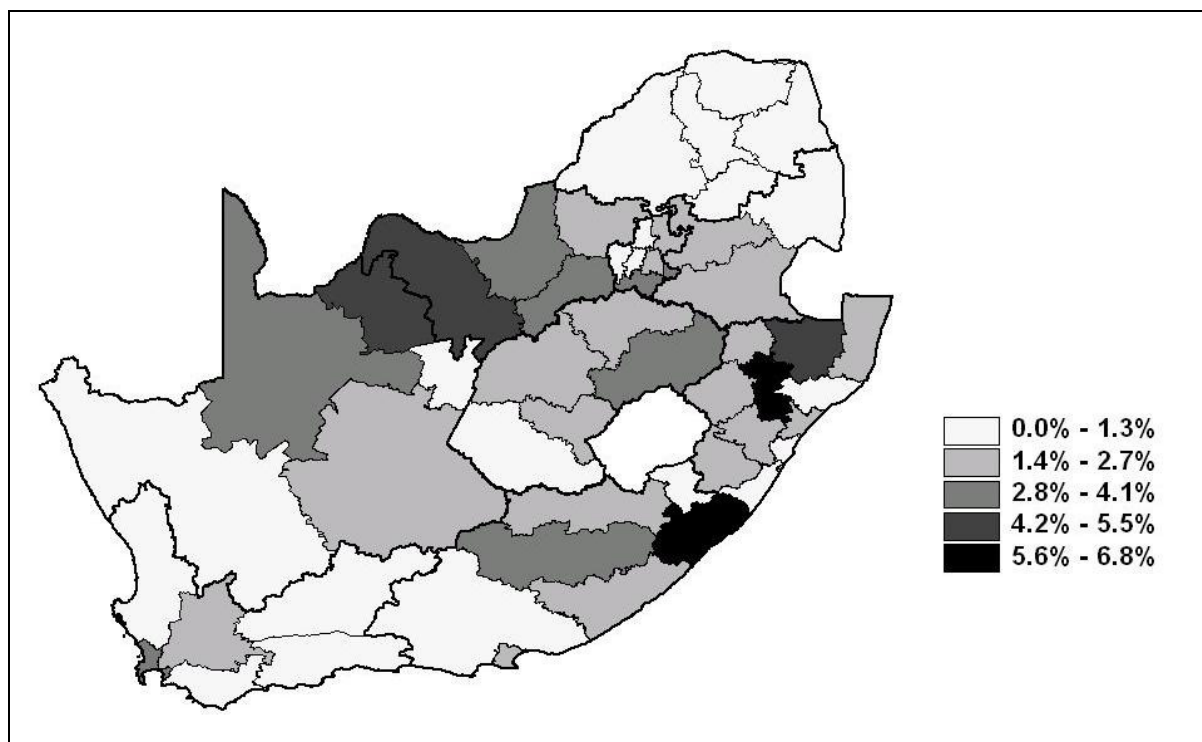 0.0% - 1.3%
1.4% - 2.7%
2.8% - 4.1%
4.2% - 5.5%
5.6% - 6.8%